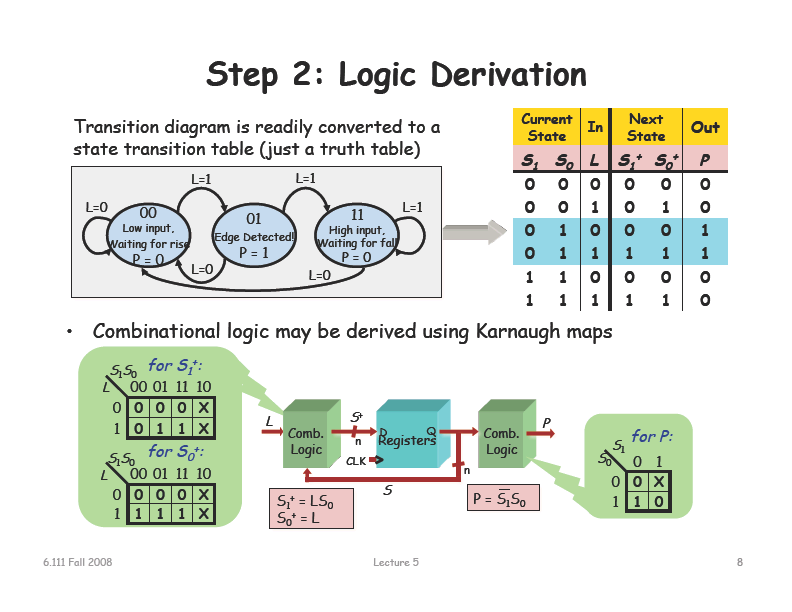 Step 2: Logic Derivation
Transition diagram is readily converted to a
state transition table (just a truth table)
L=1 L=1
L=0 L=1
00
Low input,
Waiting for rise
P = 0
01
Edge Detected!
P = 1
11
High input,
Waiting for fall
P = 0
L=0
L=0
Current State In Next State Out
S1 S0 L S1+ S0+ P
0 0 0 0 0 0
0 0 1 0 1 0
0 1 0 0 0 1
0 1 1 1 1 1
1 1 0 0 0 0
1 1 1 1 1 0
• Combinational logic may be derived using Karnaugh maps
for S1+:
S1S0
L 00 01 11 10
0 0 0 0 X
1 0 1 1 X
for S0+:
S1S0
L 00 01 11 10
0 0 0 0 X
1 1 1 1 X
L
Comb.
Logic
S+
n
D Q
Registers
CLK
Comb.
Logic
P
n
S
S1+ = LS0
S0+ = L
P = S̅1S0
for P:
S1
S0 0 1
0 0 X
1 1 0
6.111 Fall 2008 Lecture 5 8